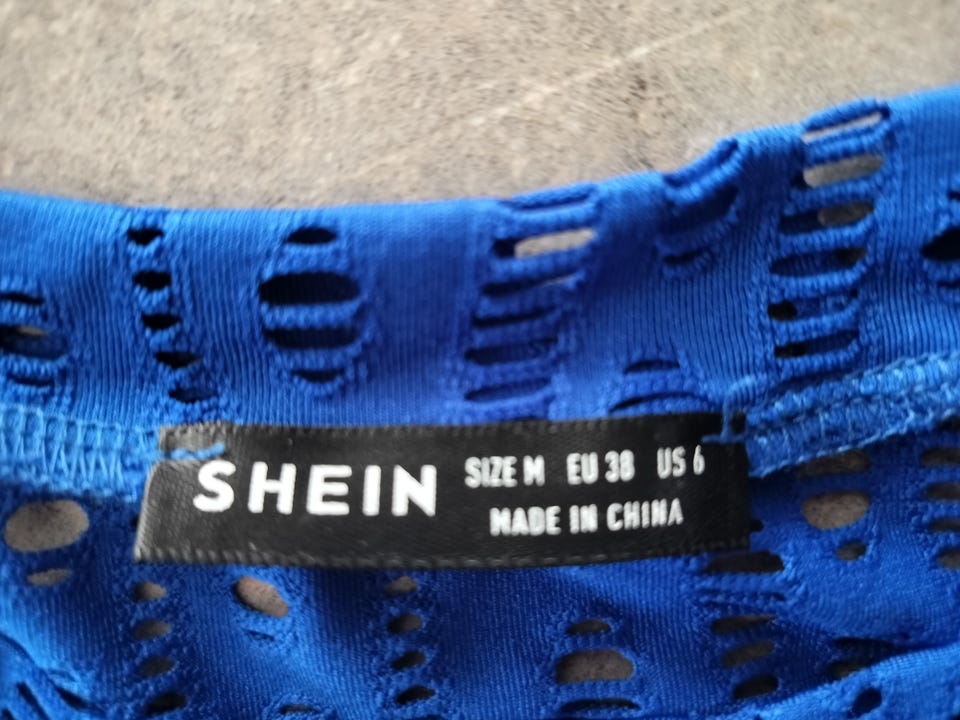 SHEIN SIZE M EU 38 US 6
MADE IN CHINA